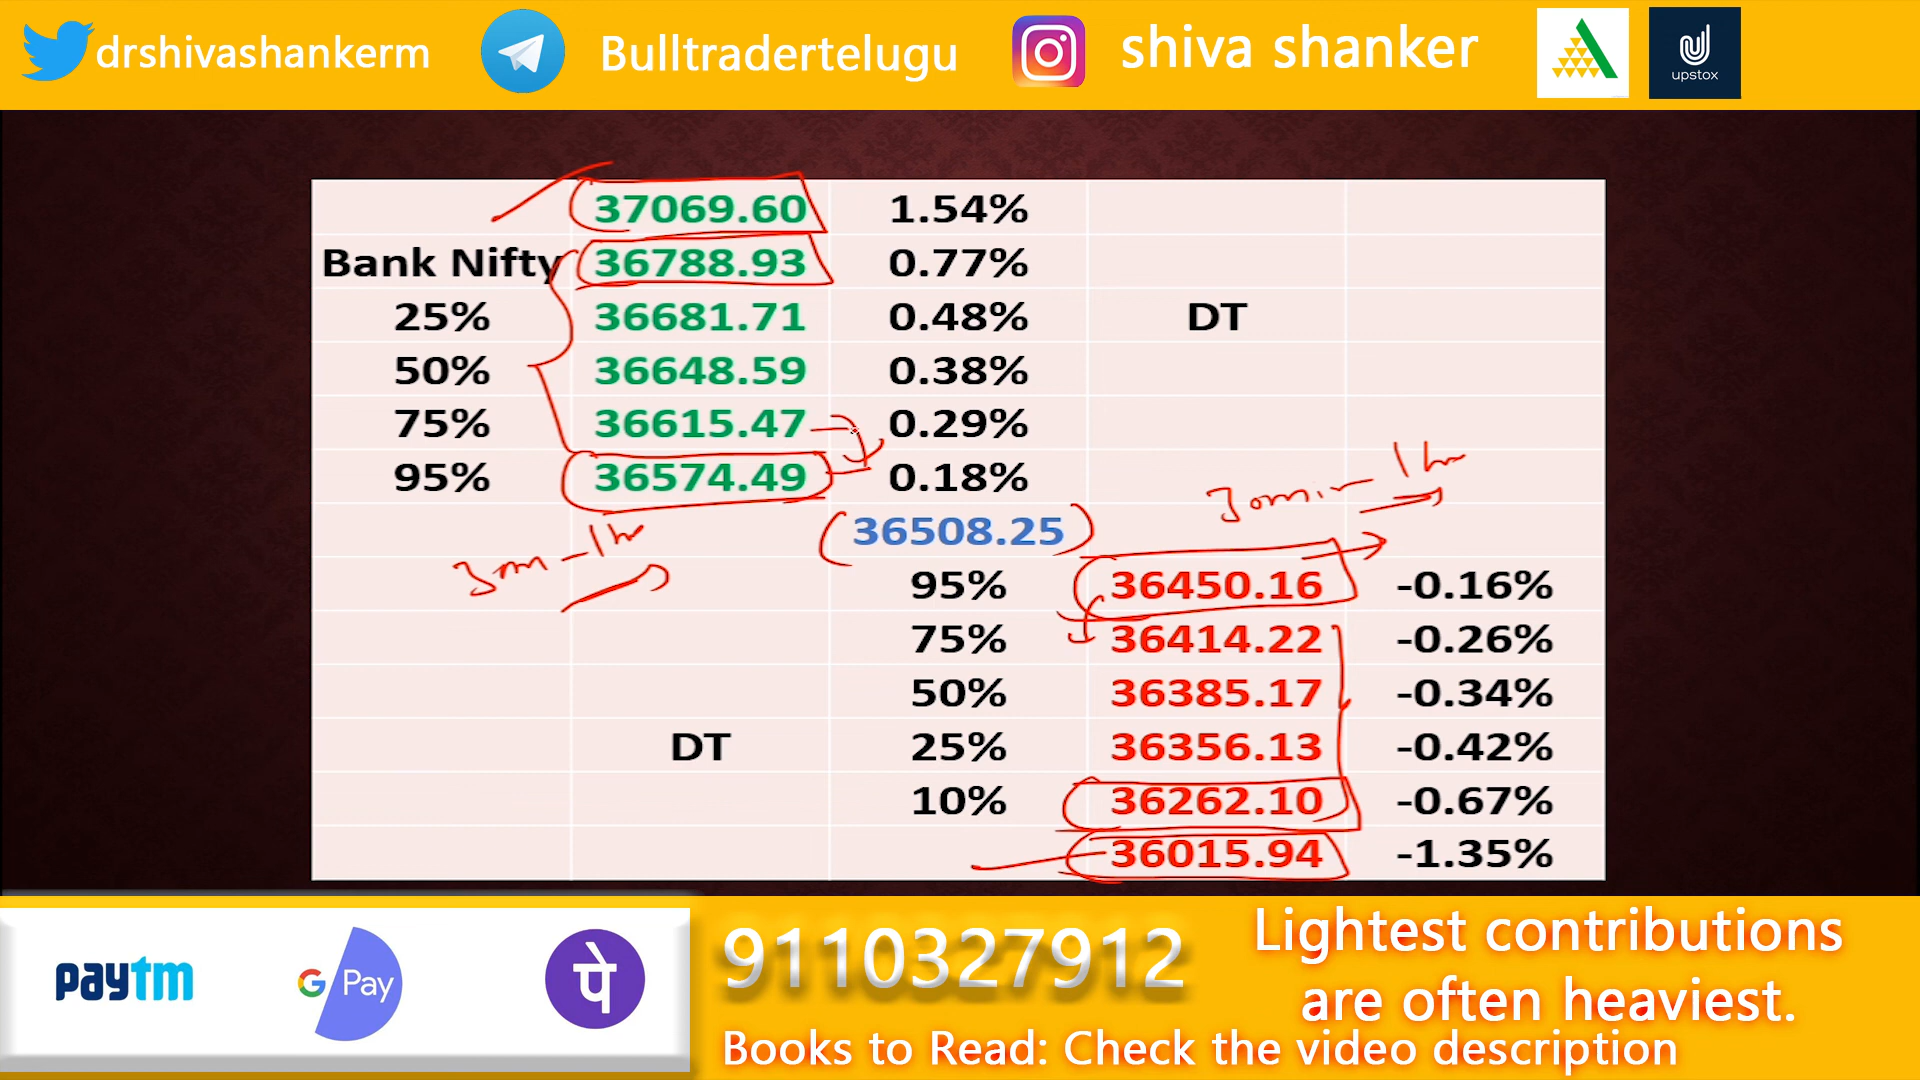 drshivashankerm Bulltradertelugu shiva shanker upstox
37069.60 1.54%
Bank Nifty 36788.93 0.77%
25% 36681.71 0.48% DT
50% 36648.59 0.38%
75% 36615.47 0.29%
95% 36574.49 0.18%
30min - 1hr
(36508.25)
3min - 1hr
95% 36450.16 -0.16%
75% 36414.22 -0.26%
50% 36385.17 -0.34%
DT 25% 36356.13 -0.42%
10% 36262.10 -0.67%
36015.94 -1.35%
paytm G Pay पे
9110327912
Lightest contributions
are often heaviest.
Books to Read: Check the video description